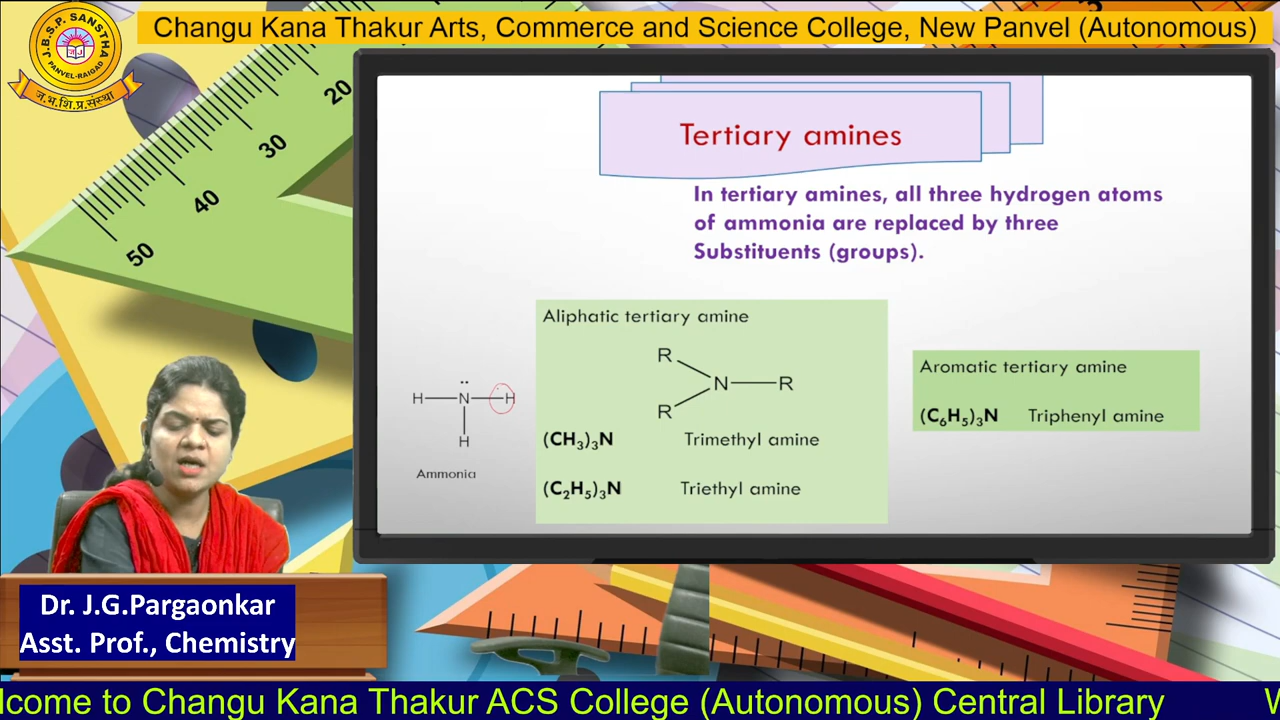 Changu Kana Thakur Arts, Commerce and Science College, New Panvel (Autonomous)
J.B.S.P. SANSTHA
PANVEL-RAIGAD
ज.भ.शि.प्र.संस्था
20
30
40
50
Tertiary amines
In tertiary amines, all three hydrogen atoms
of ammonia are replaced by three
Substituents (groups).
H N H
H
Ammonia
Aliphatic tertiary amine
R
N R
R
(CH₃)₃N Trimethyl amine
(C₂H₅)₃N Triethyl amine
Aromatic tertiary amine
(C₆H₅)₃N Triphenyl amine
Dr. J.G.Pargaonkar
Asst. Prof., Chemistry
lcome to Changu Kana Thakur ACS College (Autonomous) Central Library W